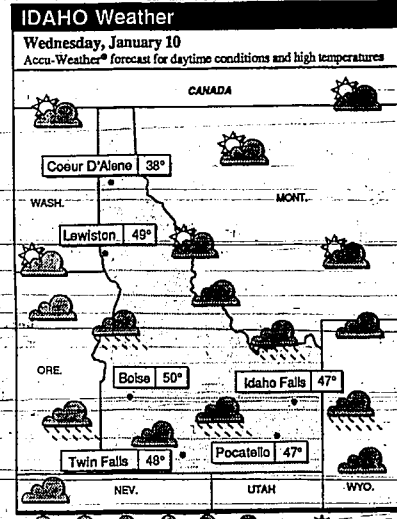 IDAHO Weather
Wednesday, January 10
Accu-Weather® forecast for daytime conditions and high temperatures
CANADA
Coeur D'Alene 38°
WASH.
MONT.
Lewiston 49°
ORE.
Boise 50°
Idaho Falls 47°
Twin Falls 48°
Pocatello 47°
NEV.
UTAH
WYO.